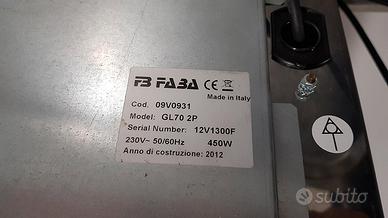 FB FABA CE
Made in Italy
Cod. 09V0931
Model: GL70 2P
Serial Number: 12V1300F
230V~ 50/60Hz 450W
Anno di costruzione: 2012
subito